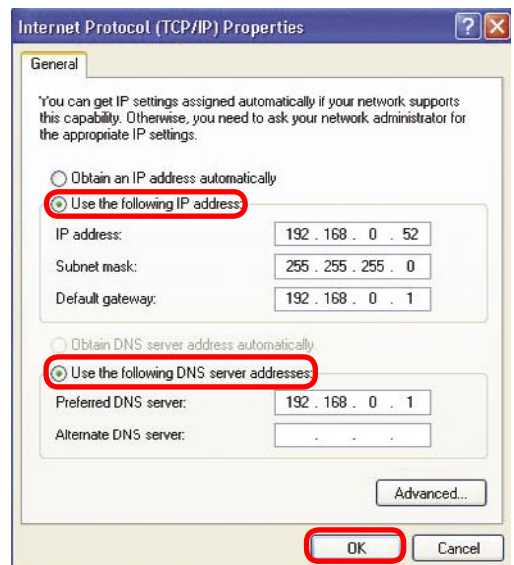 Internet Protocol (TCP/IP) Properties
General
You can get IP settings assigned automatically if your network supports
this capability. Otherwise, you need to ask your network administrator for
the appropriate IP settings.
Obtain an IP address automatically
Use the following IP address:
IP address: 192 . 168 . 0 . 52
Subnet mask: 255 . 255 . 255 . 0
Default gateway: 192 . 168 . 0 . 1
Obtain DNS server address automatically
Use the following DNS server addresses:
Preferred DNS server: 192 . 168 . 0 . 1
Alternate DNS server: . . .
Advanced...
OK Cancel